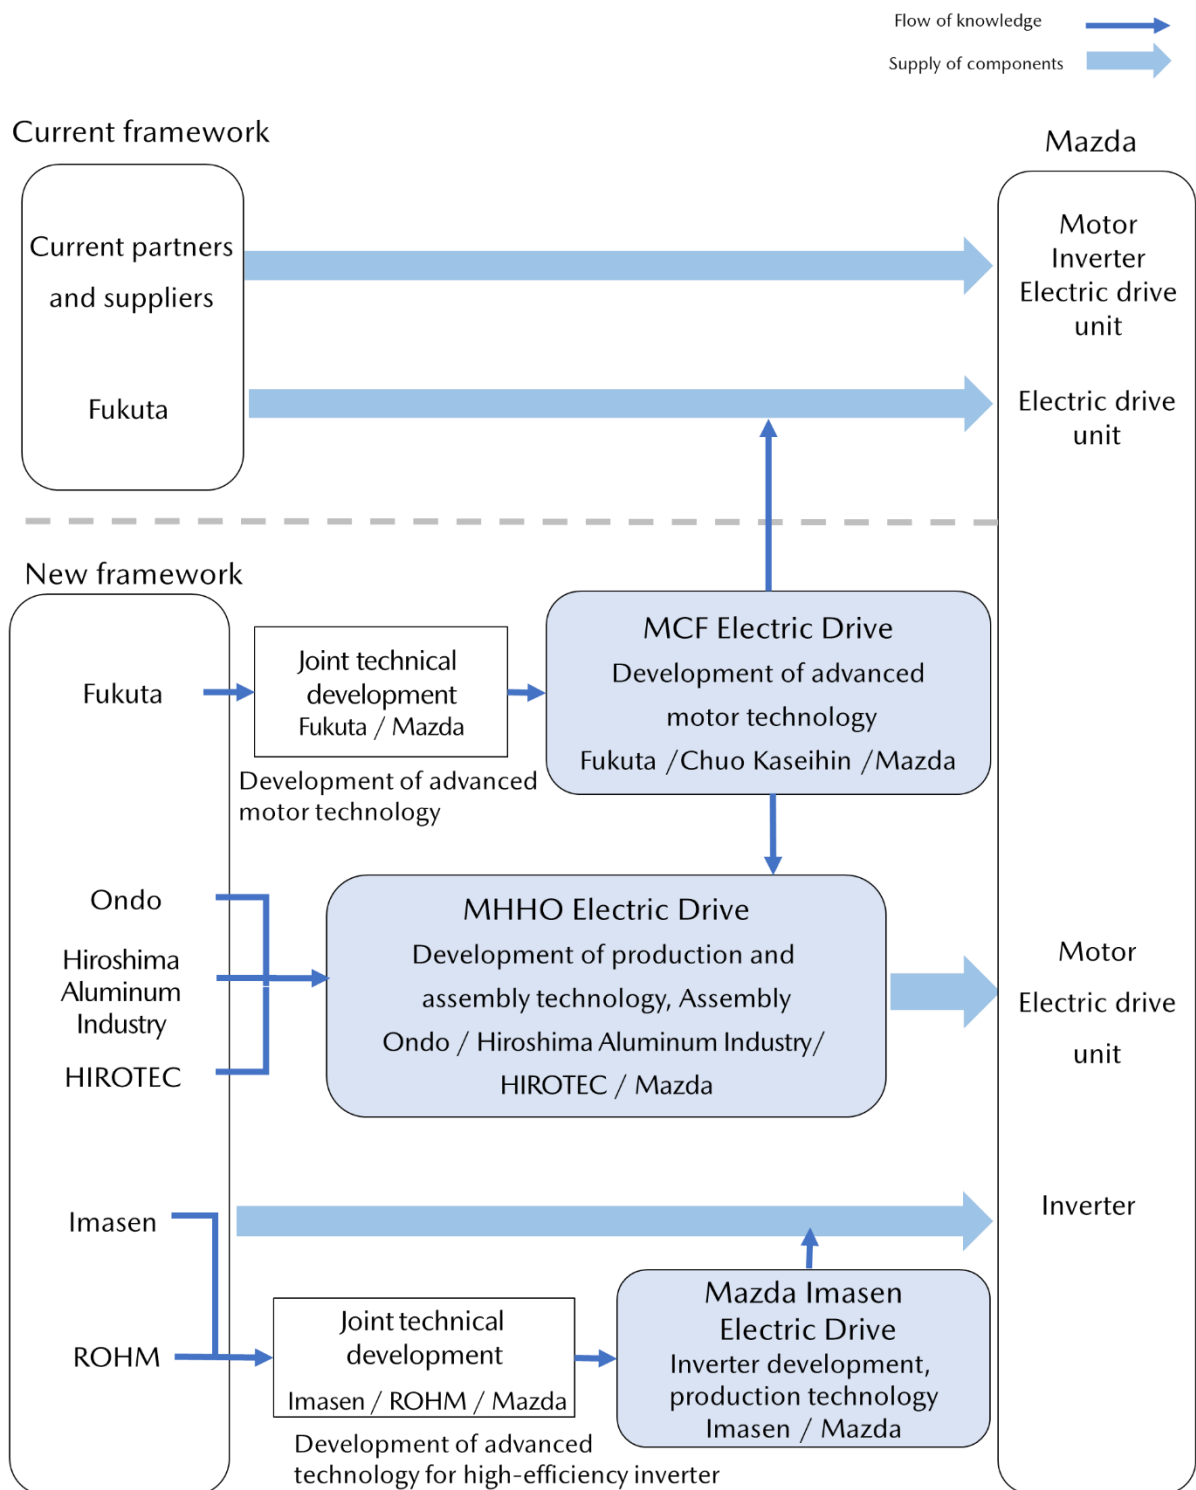 Flow of knowledge
Supply of components
Current framework
Mazda
Current partners
and suppliers
Motor
Inverter
Electric drive
unit
Fukuta
Electric drive
unit
New framework
Fukuta
Joint technical
development
Fukuta / Mazda
Development of advanced
motor technology
MCF Electric Drive
Development of advanced
motor technology
Fukuta /Chuo Kaseihin /Mazda
Ondo
Hiroshima
Aluminum
Industry
HIROTEC
MHHO Electric Drive
Development of production and
assembly technology, Assembly
Ondo / Hiroshima Aluminum Industry/
HIROTEC / Mazda
Motor
Electric drive
unit
Imasen
Inverter
ROHM
Joint technical
development
Imasen / ROHM / Mazda
Development of advanced
technology for high-efficiency inverter
Mazda Imasen
Electric Drive
Inverter development,
production technology
Imasen / Mazda